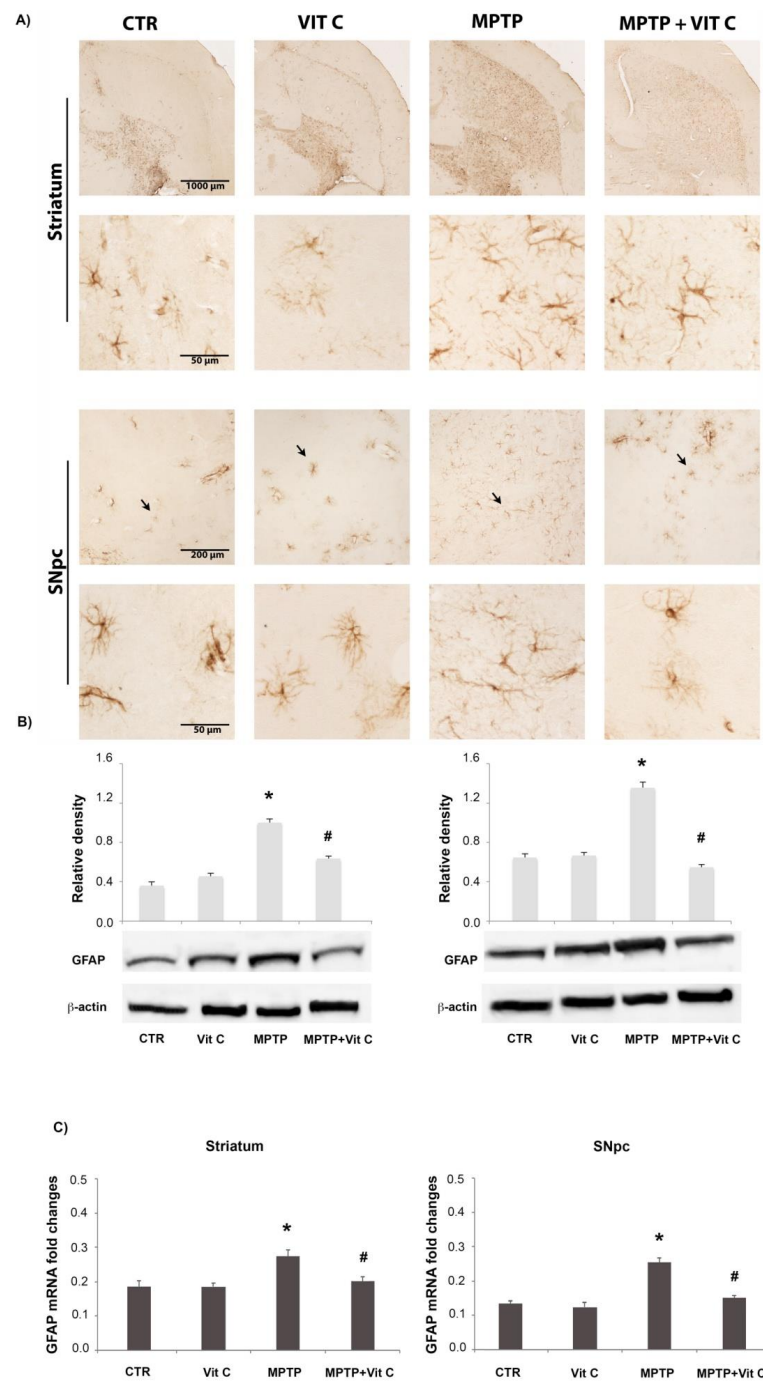 A)
CTR VIT C MPTP MPTP + VIT C
Striatum
1000 µm
50 µm
SNpc
200 µm
50 µm
B)
Relative density
1.6
1.2
0.8
0.4
0.0
*
#
GFAP
β-actin
CTR Vit C MPTP MPTP+Vit C
Relative density
1.6
1.2
0.8
0.4
0.0
*
#
GFAP
β-actin
CTR Vit C MPTP MPTP+Vit C
C)
Striatum
GFAP mRNA fold changes
0.5
0.4
0.3
0.2
0.1
0.0
*
#
CTR Vit C MPTP MPTP+Vit C
SNpc
GFAP mRNA fold changes
0.5
0.4
0.3
0.2
0.1
0.0
*
#
CTR Vit C MPTP MPTP+Vit C